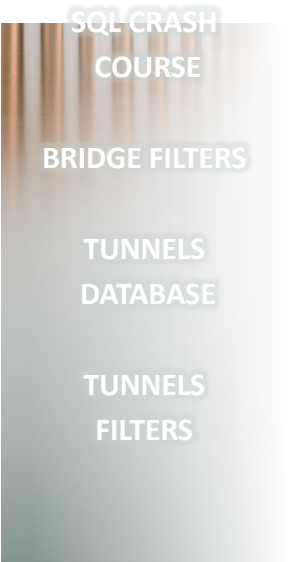 SQL CRASH
COURSE
BRIDGE FILTERS
TUNNELS
DATABASE
TUNNELS
FILTERS